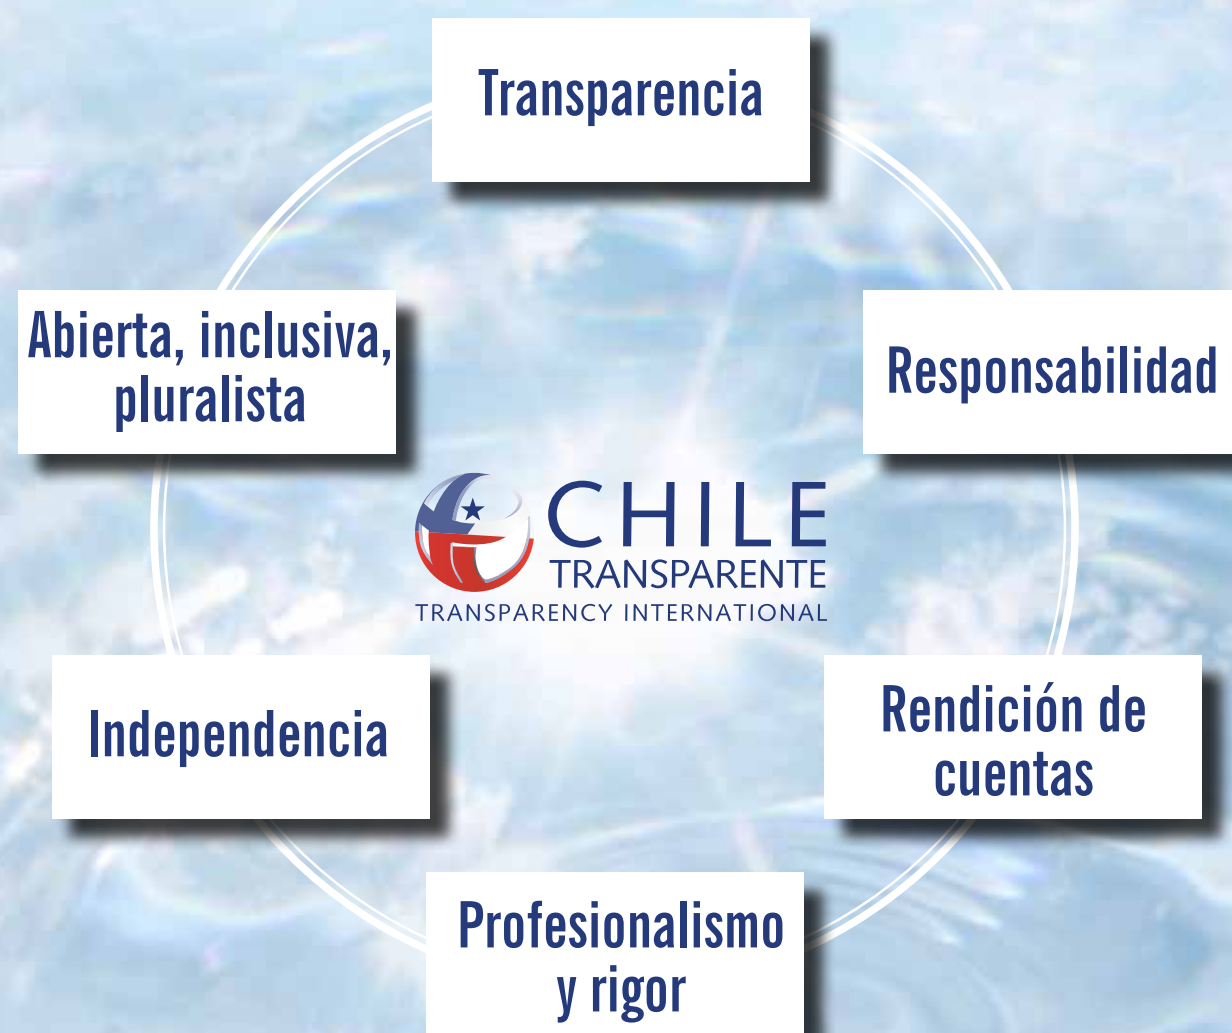 Transparencia
Abierta, inclusiva,
pluralista
Responsabilidad
CHILE
TRANSPARENTE
TRANSPARENCY INTERNATIONAL
Independencia
Rendición de
cuentas
Profesionalismo
y rigor